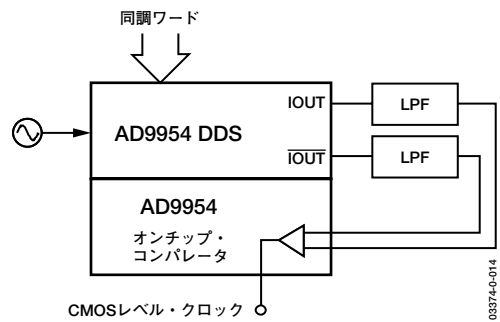 同調ワード
IOUT
LPF
AD9954 DDS
IOUT
LPF
AD9954
オンチップ・
コンパレータ
CMOSレベル・クロック
03374-0-014